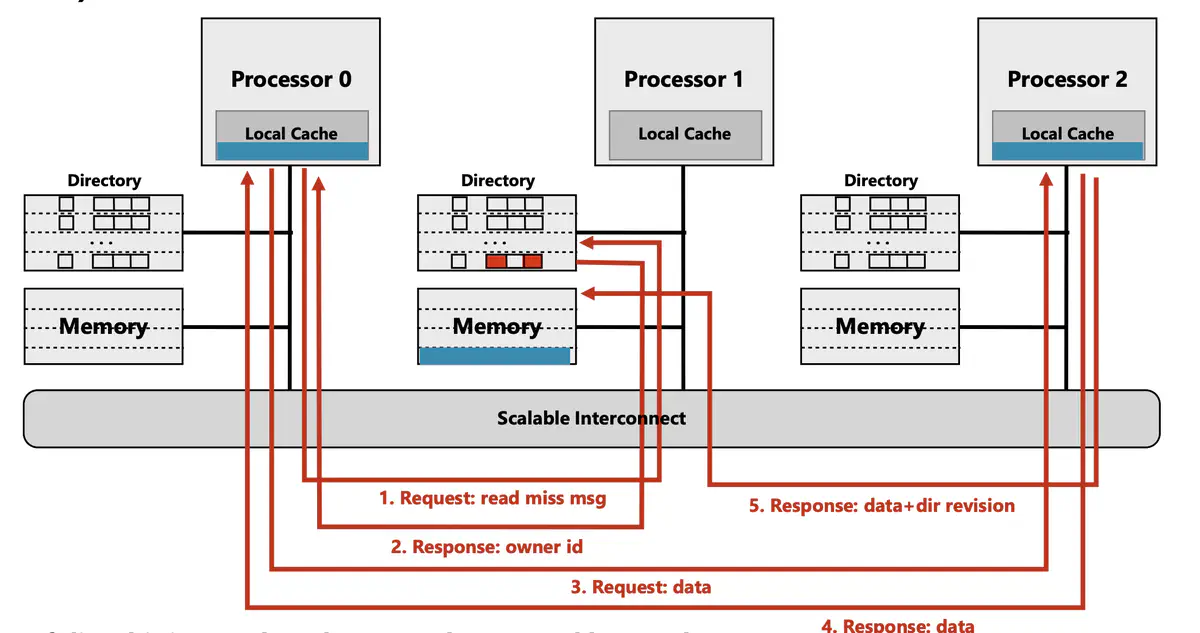 Processor 0
Processor 1
Processor 2
Local Cache
Local Cache
Local Cache
Directory
Directory
Directory
...
...
...
Memory
Memory
Memory
Scalable Interconnect
1. Request: read miss msg
5. Response: data+dir revision
2. Response: owner id
3. Request: data
4. Response: data